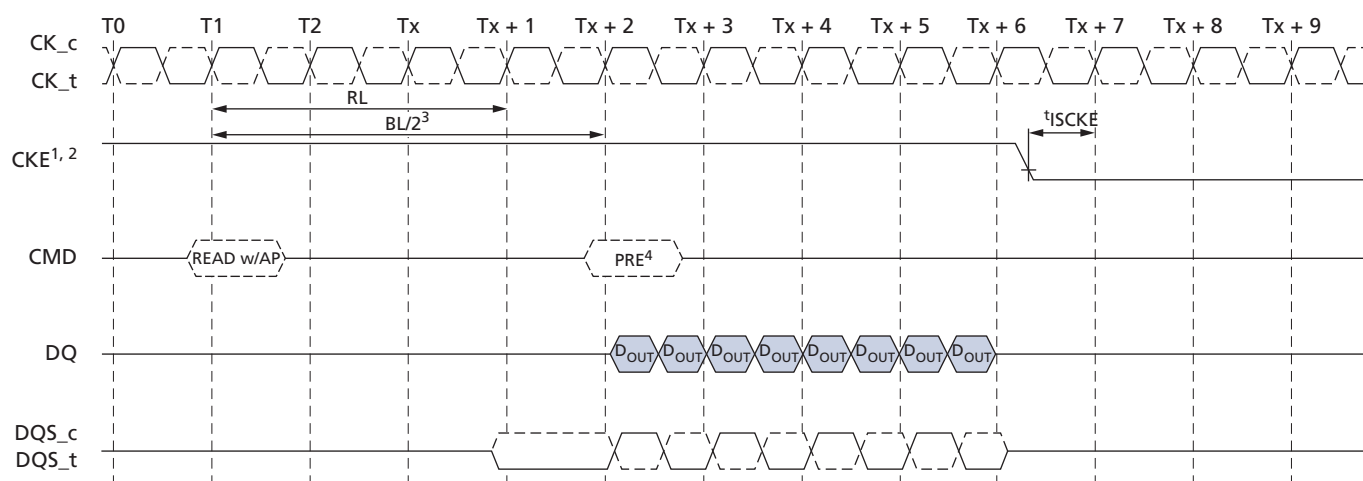 T0 T1 T2 Tx Tx + 1 Tx + 2 Tx + 3 Tx + 4 Tx + 5 Tx + 6 Tx + 7 Tx + 8 Tx + 9
CK_c
CK_t
RL
BL/2³
tISCKE
CKE¹, ²
CMD READ w/AP PRE⁴
DQ DOUT DOUT DOUT DOUT DOUT DOUT DOUT DOUT
DQS_c
DQS_t